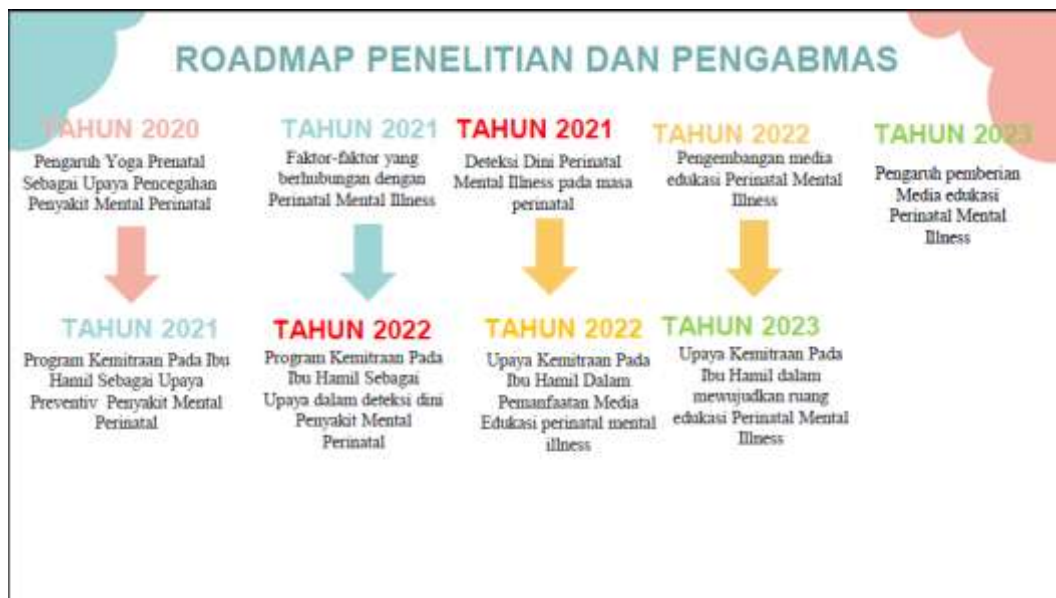 ROADMAP PENELITIAN DAN PENGABMAS
TAHUN 2020
Pengaruh Yoga Prenatal
Sebagai Upaya Pencegahan
Penyakit Mental Perinatal
TAHUN 2021
Faktor-faktor yang
berhubungan dengan
Perinatal Mental Illness
TAHUN 2021
Deteksi Dini Perinatal
Mental Illness pada masa
perinatal
TAHUN 2022
Pengembangan media
edukasi Perinatal Mental
Illness
TAHUN 2023
Pengaruh pemberian
Media edukasi
Perinatal Mental
Illness
TAHUN 2021
Program Kemitraan Pada Ibu
Hamil Sebagai Upaya
Preventiv Penyakit Mental
Perinatal
TAHUN 2022
Program Kemitraan Pada
Ibu Hamil Sebagai
Upaya dalam deteksi dini
Penyakit Mental
Perinatal
TAHUN 2022
Upaya Kemitraan Pada
Ibu Hamil Dalam
Pemanfaatan Media
Edukasi perinatal mental
illness
TAHUN 2023
Upaya Kemitraan Pada
Ibu Hamil dalam
mewujudkan ruang
edukasi Perinatal Mental
Illness